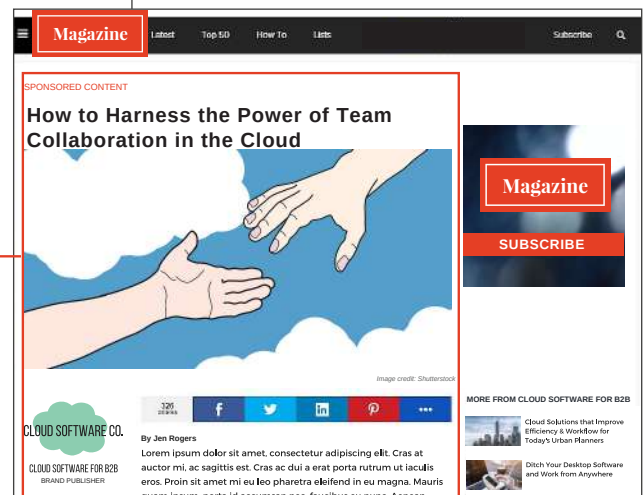 Magazine
Latest
Top 50
How To
Lists
Subscribe
SPONSORED CONTENT
How to Harness the Power of Team
Collaboration in the Cloud
Magazine
SUBSCRIBE
Image credit: Shutterstock
CLOUD SOFTWARE CO.
CLOUD SOFTWARE FOR B2B
BRAND PUBLISHER
326
By Jen Rogers
Lorem ipsum dolor sit amet, consectetur adipiscing elit. Cras at
auctor mi, ac sagittis est. Cras ac dui a erat porta rutrum ut iaculis
eros. Proin sit amet mi eu leo pharetra eleifend in eu magna. Mauris
MORE FROM CLOUD SOFTWARE FOR B2B
Cloud Solutions that Improve
Efficiency & Workflow for
Today's Urban Planners
Ditch Your Desktop Software
and Work from Anywhere